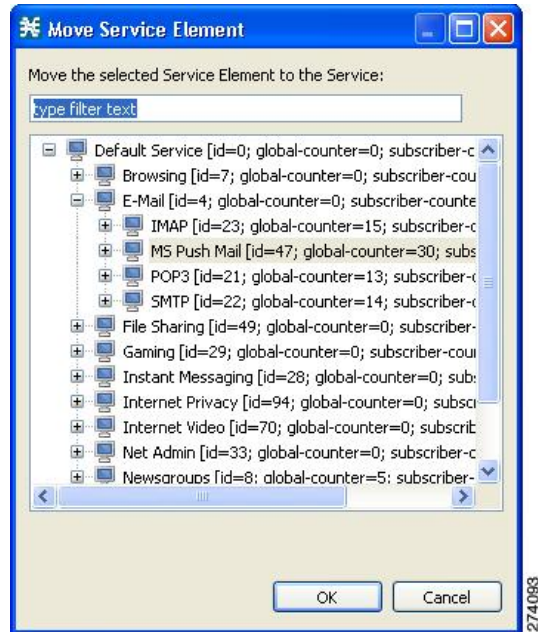 Move Service Element
Move the selected Service Element to the Service:
type filter text
Default Service [id=0; global-counter=0; subscriber-c
Browsing [id=7; global-counter=0; subscriber-cou
E-Mail [id=4; global-counter=0; subscriber-counte
IMAP [id=23; global-counter=15; subscriber-c
MS Push Mail [id=47; global-counter=30; subs
POP3 [id=21; global-counter=13; subscriber-c
SMTP [id=22; global-counter=14; subscriber-c
File Sharing [id=49; global-counter=0; subscriber-
Gaming [id=29; global-counter=0; subscriber-cou
Instant Messaging [id=28; global-counter=0; subs
Internet Privacy [id=94; global-counter=0; subscr
Internet Video [id=70; global-counter=0; subscrib
Net Admin [id=33; global-counter=0; subscriber-c
Newsgroups [id=8; global-counter=5; subscriber-
OK
Cancel
274093